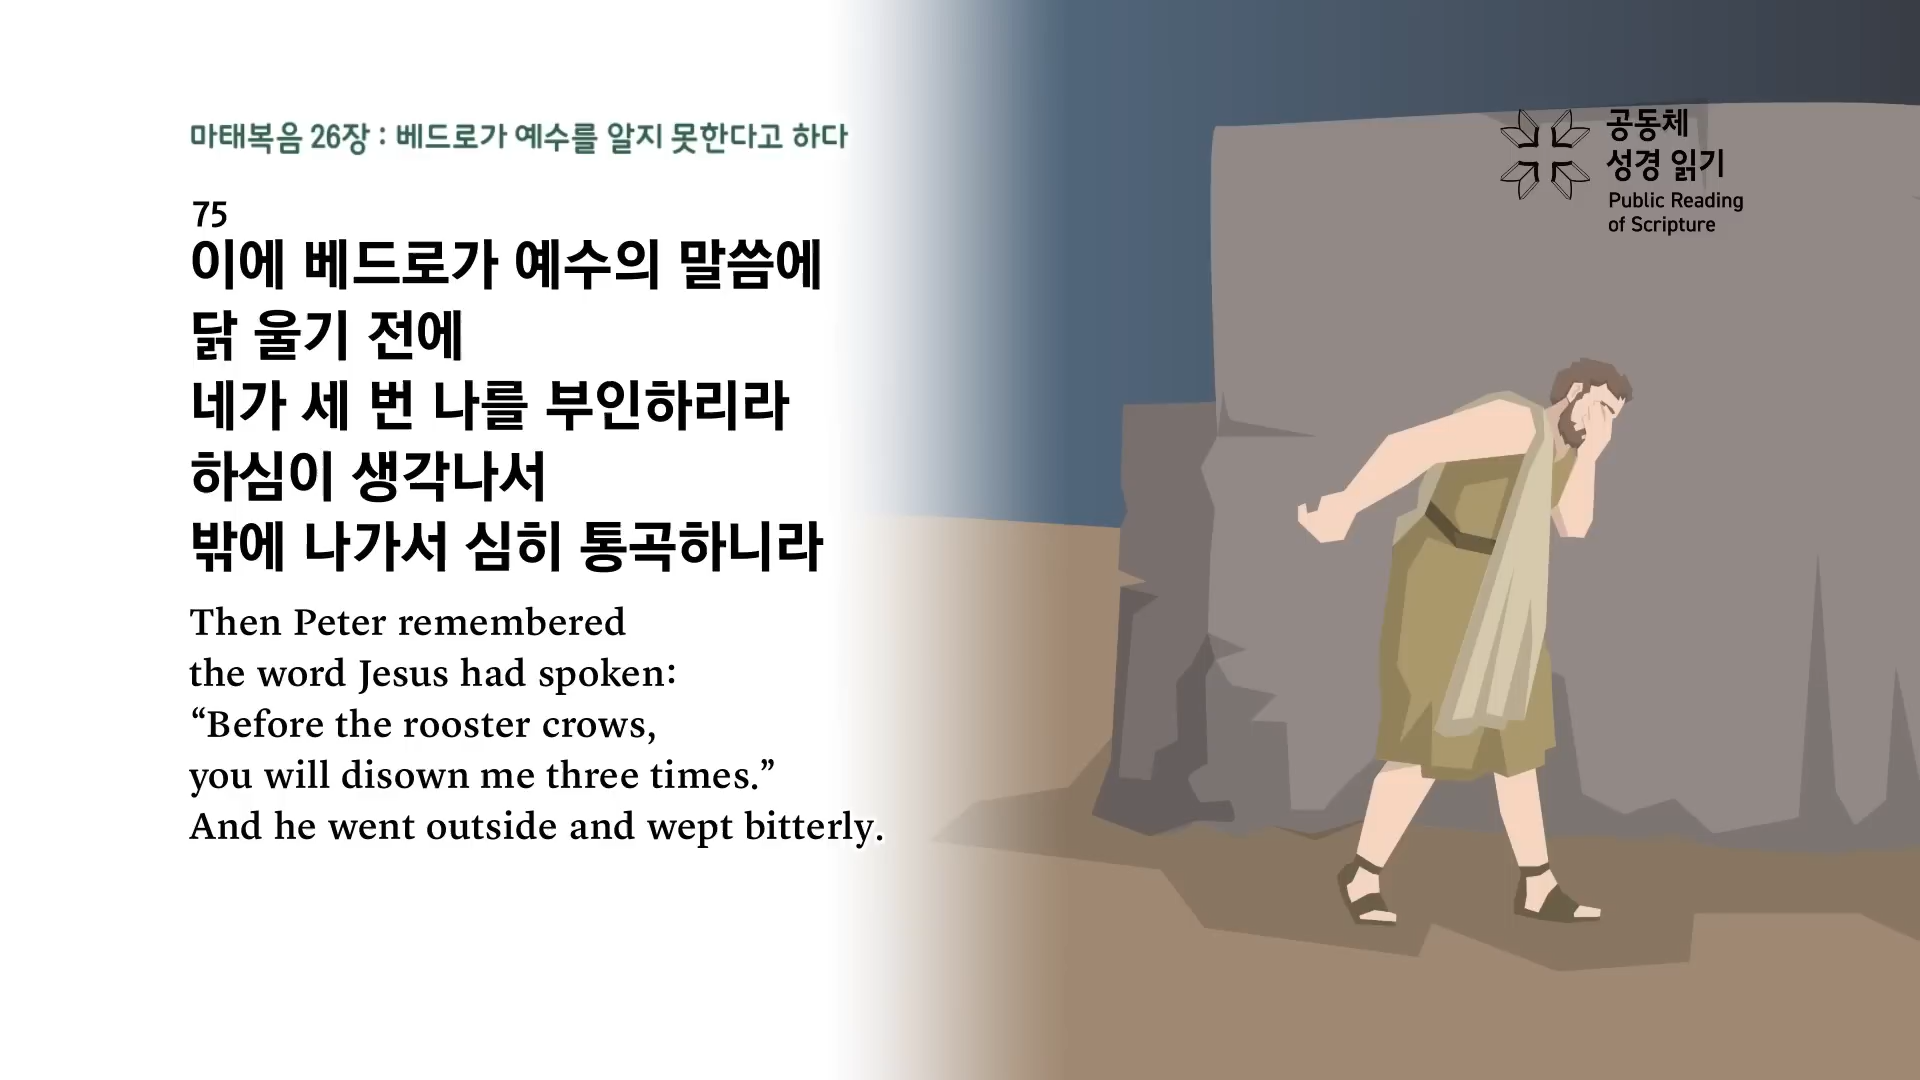 마태복음 26장 : 베드로가 예수를 알지 못한다고 하다
75
이에 베드로가 예수의 말씀에
닭 울기 전에
네가 세 번 나를 부인하리라
하심이 생각나서
밖에 나가서 심히 통곡하니라
Then Peter remembered
the word Jesus had spoken:
“Before the rooster crows,
you will disown me three times.”
And he went outside and wept bitterly.
공동체
성경 읽기
Public Reading
of Scripture